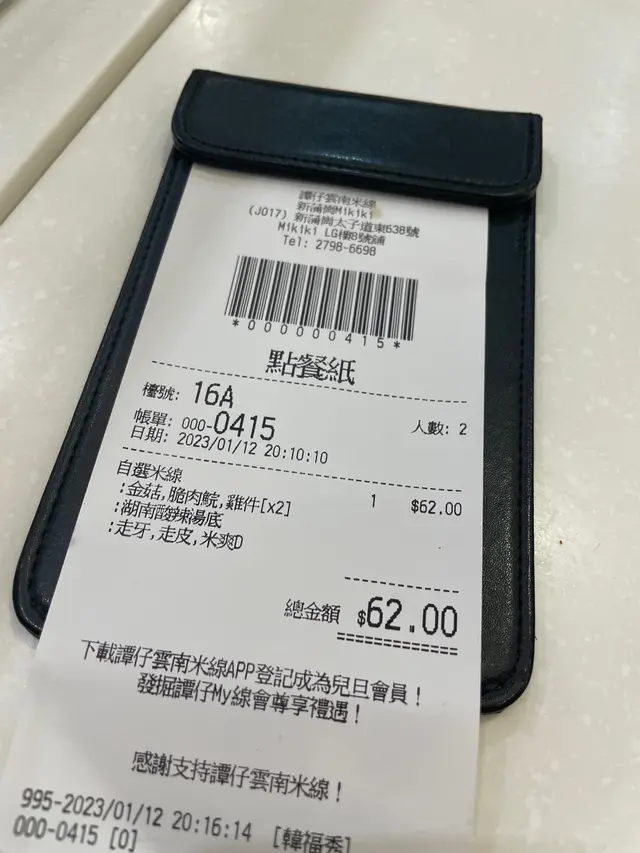 譚仔雲南米線
新蒲崗Mikiki
(J017) 新蒲崗太子道東638號
Mikiki LG樓8號舖
Tel: 2798-6698
*000000415*
點餐紙
檯號: 16A
人數: 2
帳單: 000-0415
日期: 2023/01/12 20:10:10
自選米線 1 $62.00
:金菇,脆肉鯇,雞件[x2]
:湖南酸辣湯底
:走牙,走皮,米爽D
總金額 $62.00
下載譚仔雲南米線APP登記成為兒旦會員！
發掘譚仔My線會尊享禮遇！
感謝支持譚仔雲南米線！
995-2023/01/12 20:16:14 [韓福秀]
000-0415 [0]